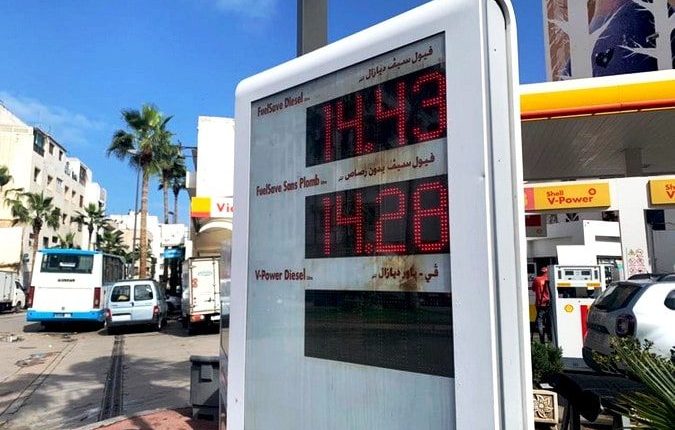 فيول سيف ديازال
FuelSave Diesel
14.43
فيول سيف بدون رصاص
FuelSave Sans Plomb
14.28
في-باور ديازال
V-Power Diesel
Shell
V-Power
Shell
V-Power